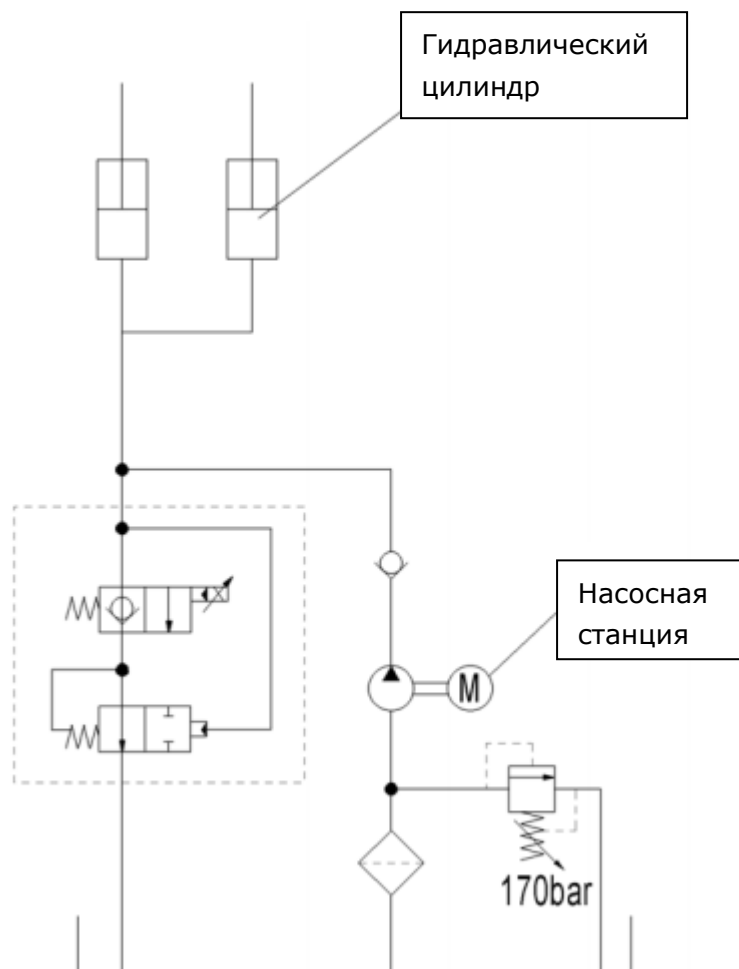 Гидравлический
цилиндр
Насосная
станция
M
170bar